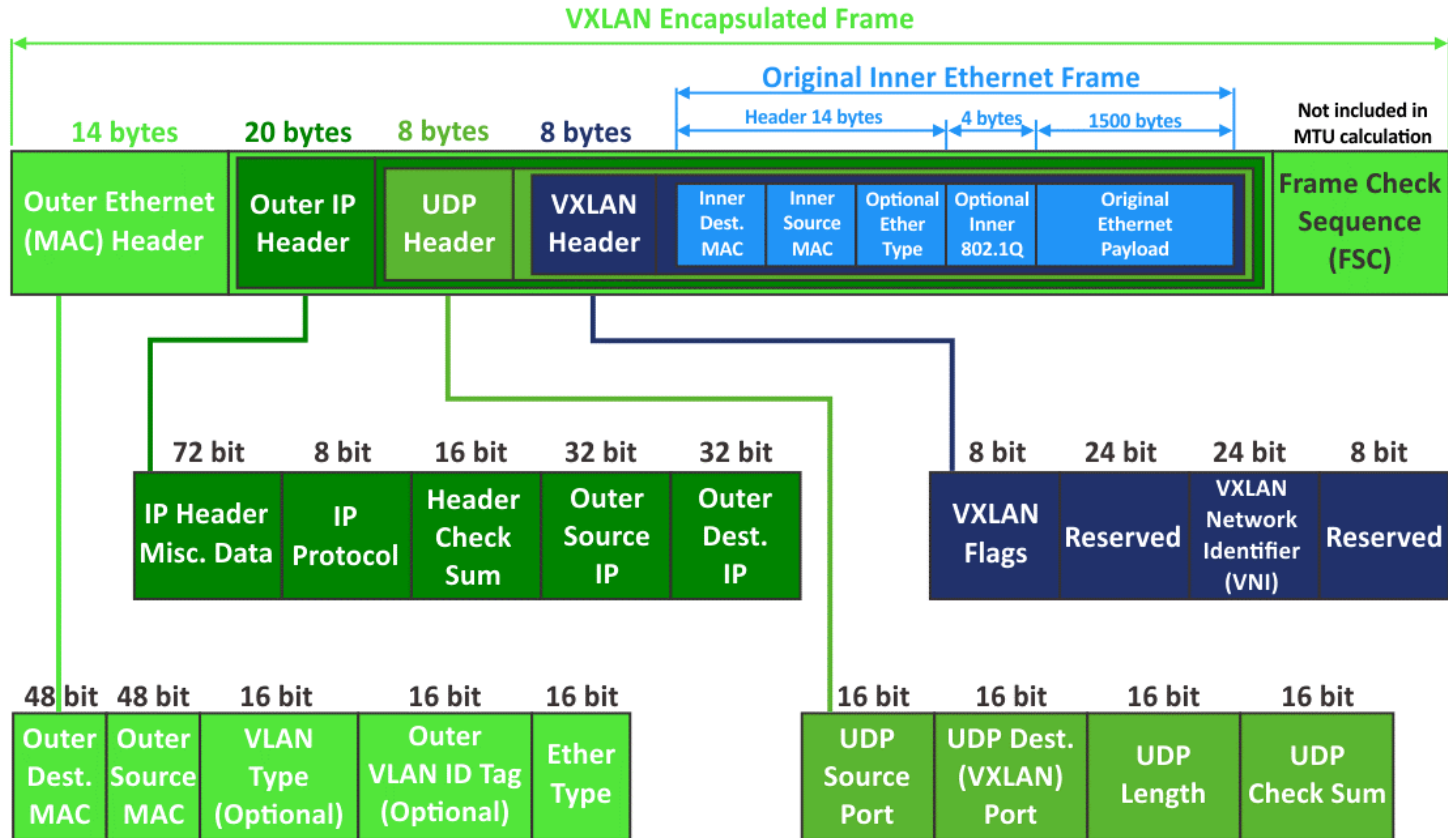 VXLAN Encapsulated Frame
Original Inner Ethernet Frame
Not included in
MTU calculation
14 bytes
20 bytes
8 bytes
8 bytes
Header 14 bytes
4 bytes
1500 bytes
Outer Ethernet
(MAC) Header
Outer IP
Header
UDP
Header
VXLAN
Header
Inner
Dest.
MAC
Inner
Source
MAC
Optional
Ether
Type
Optional
Inner
802.1Q
Original
Ethernet
Payload
Frame Check
Sequence
(FSC)
72 bit
8 bit
16 bit
32 bit
32 bit
IP Header
Misc. Data
IP
Protocol
Header
Check
Sum
Outer
Source
IP
Outer
Dest.
IP
8 bit
24 bit
24 bit
8 bit
VXLAN
Flags
Reserved
VXLAN
Network
Identifier
(VNI)
Reserved
48 bit
48 bit
16 bit
16 bit
16 bit
Outer
Dest.
MAC
Outer
Source
MAC
VLAN
Type
(Optional)
Outer
VLAN ID Tag
(Optional)
Ether
Type
16 bit
16 bit
16 bit
16 bit
UDP
Source
Port
UDP Dest.
(VXLAN)
Port
UDP
Length
UDP
Check Sum